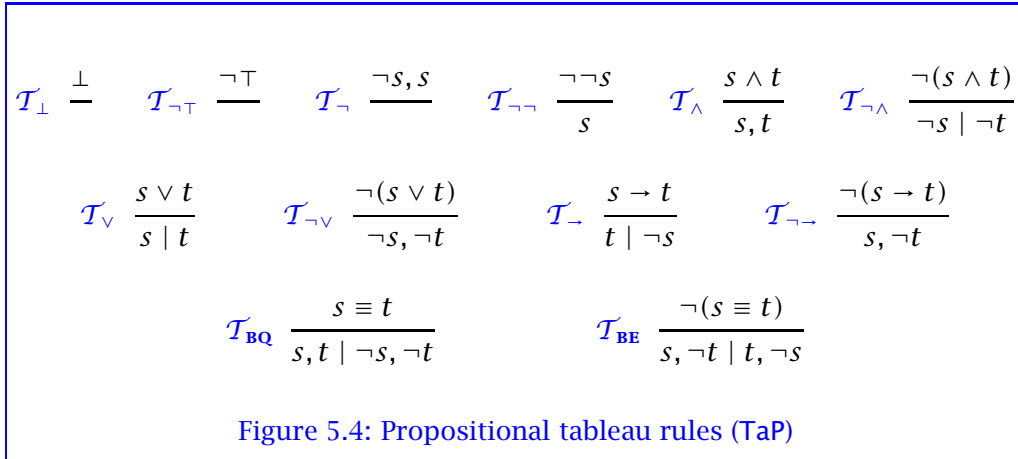 𝒯⊥ ⊥ 𝒯¬⊤ ¬⊤ 𝒯¬ ¬s, s 𝒯¬¬ ¬¬s / s 𝒯∧ s ∧ t / s, t 𝒯¬∧ ¬(s ∧ t) / ¬s | ¬t
𝒯∨ s ∨ t / s | t 𝒯¬∨ ¬(s ∨ t) / ¬s, ¬t 𝒯→ s → t / t | ¬s 𝒯¬→ ¬(s → t) / s, ¬t
𝒯BQ s ≡ t / s, t | ¬s, ¬t 𝒯BE ¬(s ≡ t) / s, ¬t | t, ¬s
Figure 5.4: Propositional tableau rules (TaP)